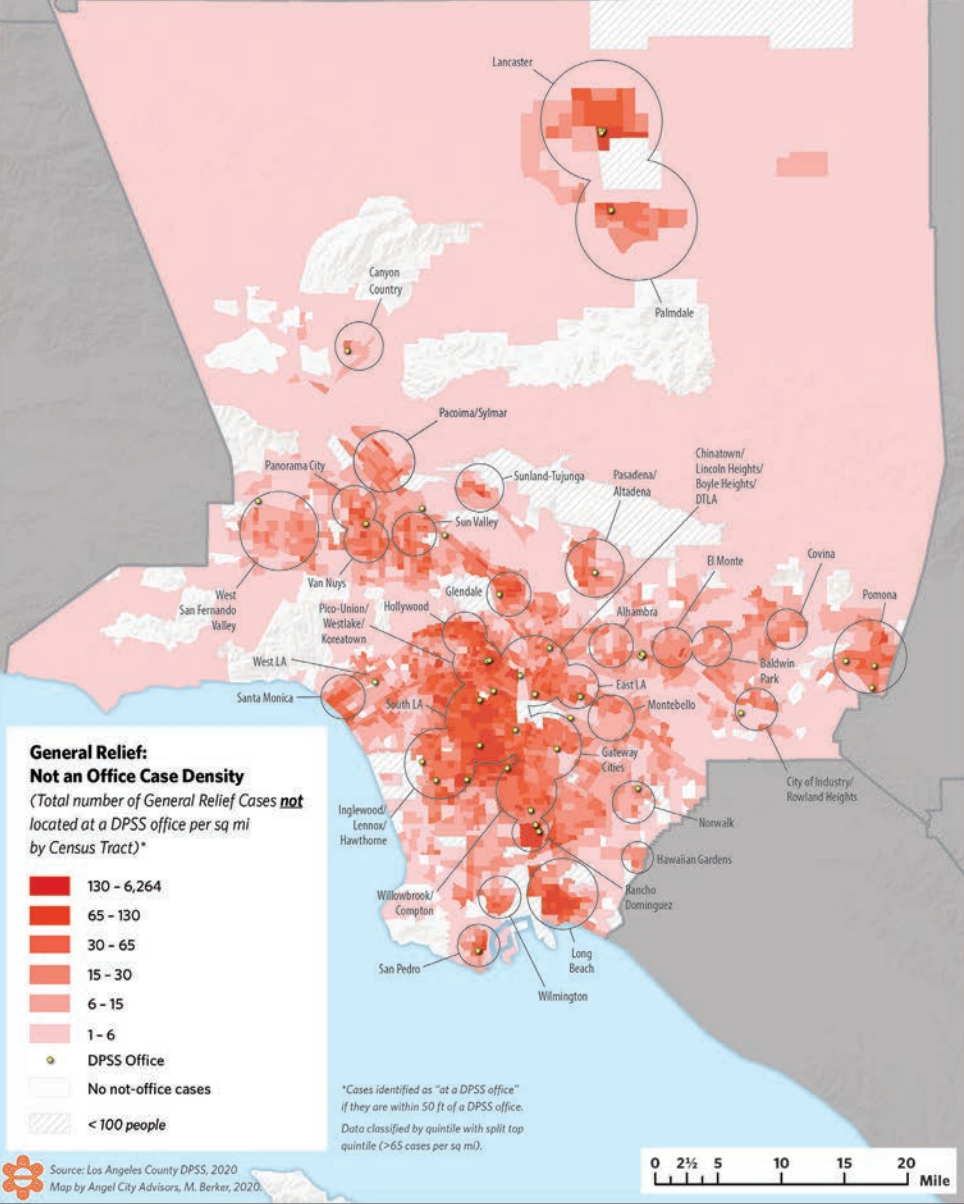 Lancaster
Palmdale
Canyon
Country
Pacoima/Sylmar
Panorama City
Sunland-Tujunga
Pasadena/
Altadena
Chinatown/
Lincoln Heights/
Boyle Heights/
DTLA
Sun Valley
El Monte
Covina
West
San Fernando
Valley
Van Nuys
Glendale
Pico-Union/
Westlake/
Koreatown
Hollywood
Alhambra
Pomona
West LA
Baldwin
Park
Santa Monica
South LA
East LA
Montebello
Gateway
Cities
City of Industry/
Rowland Heights
Inglewood/
Lennox/
Hawthorne
Norwalk
Hawaiian Gardens
Willowbrook/
Compton
Rancho
Dominguez
San Pedro
Long
Beach
Wilmington
General Relief:
Not an Office Case Density
(Total number of General Relief Cases not
located at a DPSS office per sq mi
by Census Tract)*
130 – 6,264
65 - 130
30 – 65
15 – 30
6 – 15
1 – 6
DPSS Office
No not-office cases
< 100 people
*Cases identified as "at a DPSS office"
if they are within 50 ft of a DPSS office.
Data classified by quintile with split top
quintile (>65 cases per sq mi).
Source: Los Angeles County DPSS, 2020
Map by Angel City Advisors, M. Berker, 2020.
0 2½ 5 10 15 20
Mile